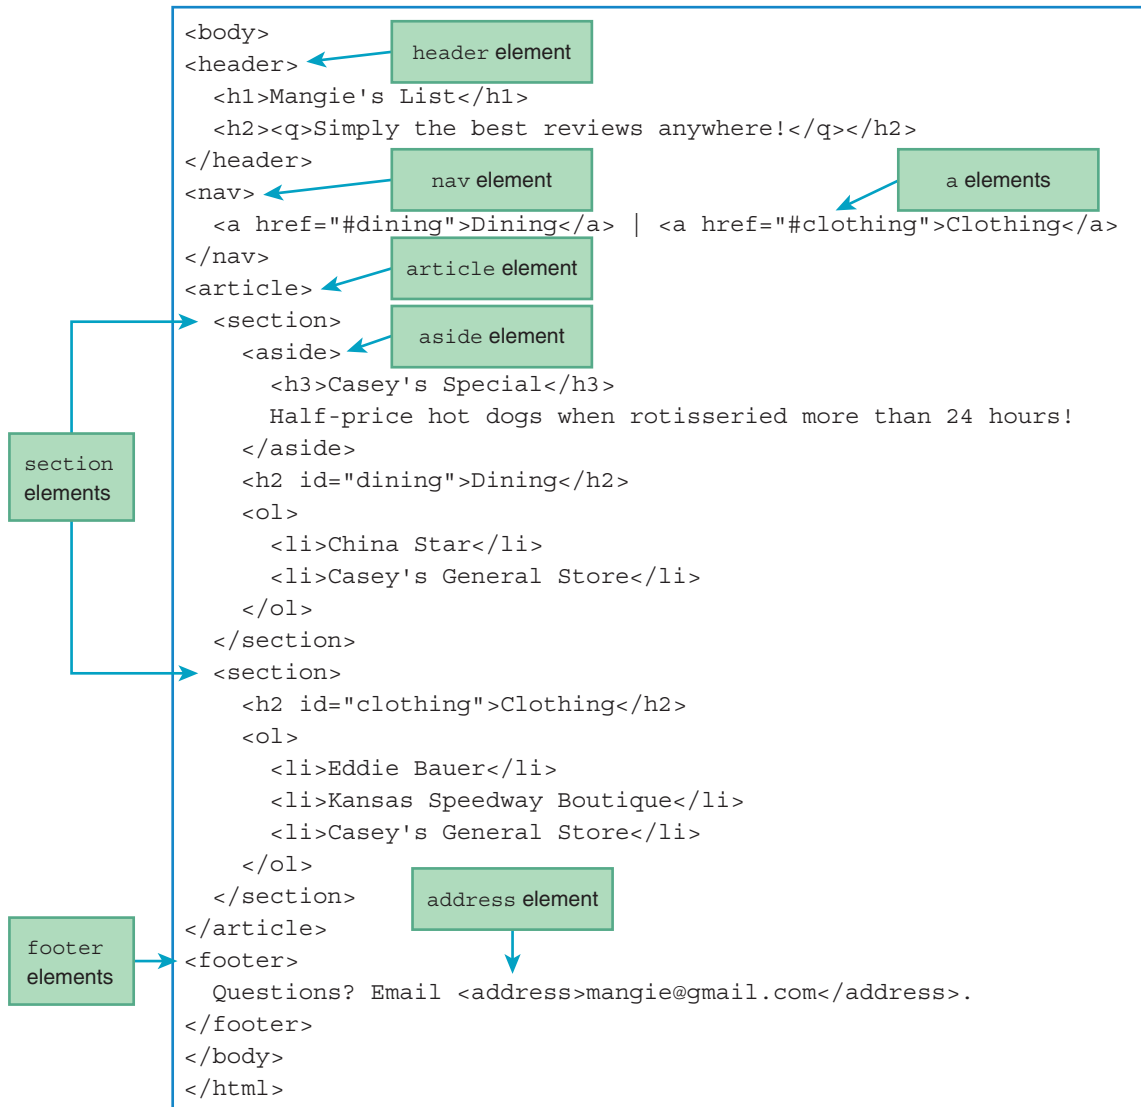 <body>
<header>
header element
<h1>Mangie's List</h1>
<h2><q>Simply the best reviews anywhere!</q></h2>
</header>
<nav>
nav element
a elements
<a href="#dining">Dining</a> | <a href="#clothing">Clothing</a>
</nav>
article element
<article>
<section>
aside element
<aside>
<h3>Casey's Special</h3>
Half-price hot dogs when rotisseried more than 24 hours!
</aside>
section
elements
<h2 id="dining">Dining</h2>
<ol>
<li>China Star</li>
<li>Casey's General Store</li>
</ol>
</section>
<section>
<h2 id="clothing">Clothing</h2>
<ol>
<li>Eddie Bauer</li>
<li>Kansas Speedway Boutique</li>
<li>Casey's General Store</li>
</ol>
</section>
address element
</article>
footer
elements
<footer>
Questions? Email <address>mangie@gmail.com</address>.
</footer>
</body>
</html>